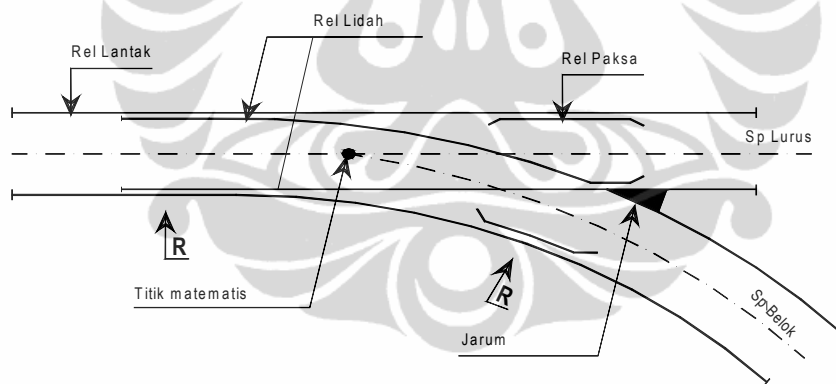 Rel Lidah
Rel Lantak
Rel Paksa
Sp Lurus
R
R
Titik matematis
Sp Belok
Jarum